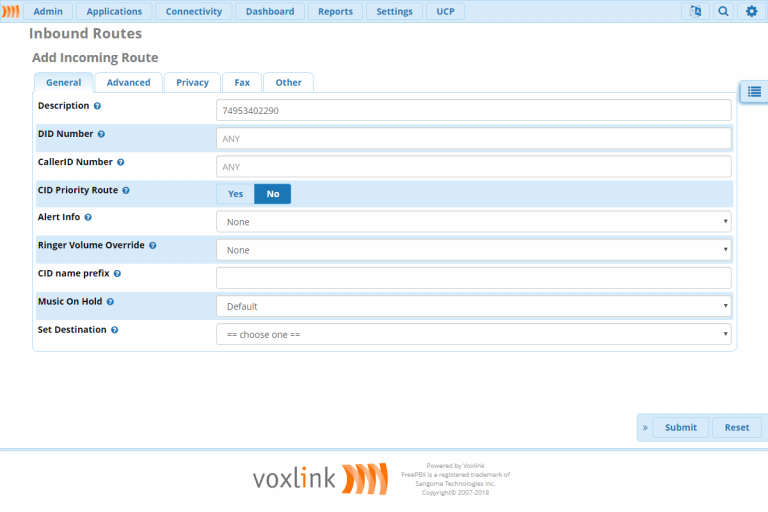 Admin Applications Connectivity Dashboard Reports Settings UCP
Inbound Routes
Add Incoming Route
General Advanced Privacy Fax Other
Description 74953402290
DID Number ANY
CallerID Number ANY
CID Priority Route Yes No
Alert Info None
Ringer Volume Override None
CID name prefix
Music On Hold Default
Set Destination == choose one ==
» Submit Reset
voxlink
Powered by Voxlink
FreePBX is a registered trademark of
Sangoma Technologies Inc.
Copyright© 2007-2018